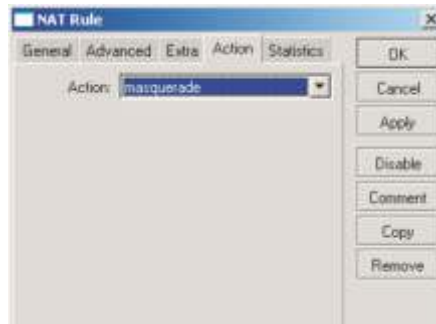 NAT Rule
General Advanced Extra Action Statistics
Action: masquerade
OK
Cancel
Apply
Disable
Comment
Copy
Remove